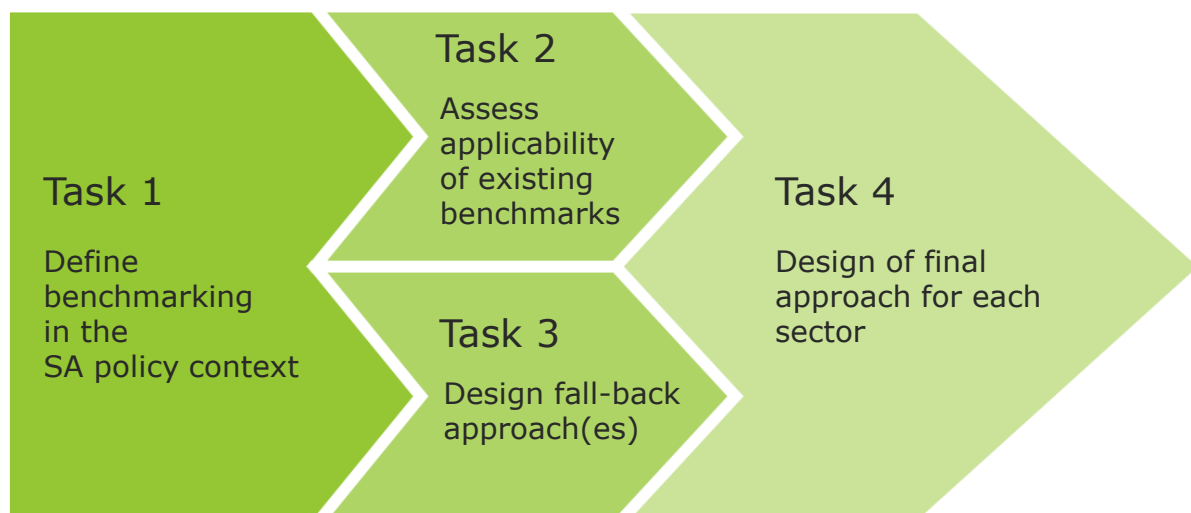 Task 1
Define
benchmarking
in the
SA policy context
Task 2
Assess
applicability
of existing
benchmarks
Task 3
Design fall-back
approach(es)
Task 4
Design of final
approach for each
sector